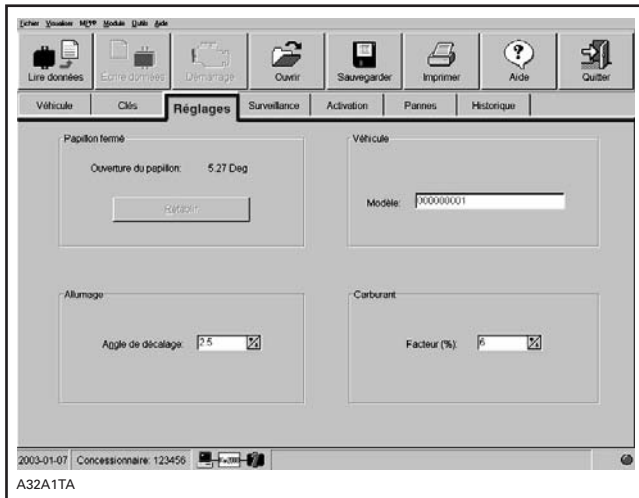 Fichier Visualiser MPEM Module Outils Aide
Lire données Écrire données Démarrage Ouvrir Sauvegarder Imprimer Aide Quitter
Véhicule Clés Réglages Surveillance Activation Pannes Historique
Papillon fermé
Ouverture du papillon: 5.27 Deg
Rétablir
Véhicule
Modèle: 000000001
Allumage
Angle de décalage: 2.5
Carburant
Facteur (%): 6
2003-01-07 Concessionnaire: 123456
A32A1TA